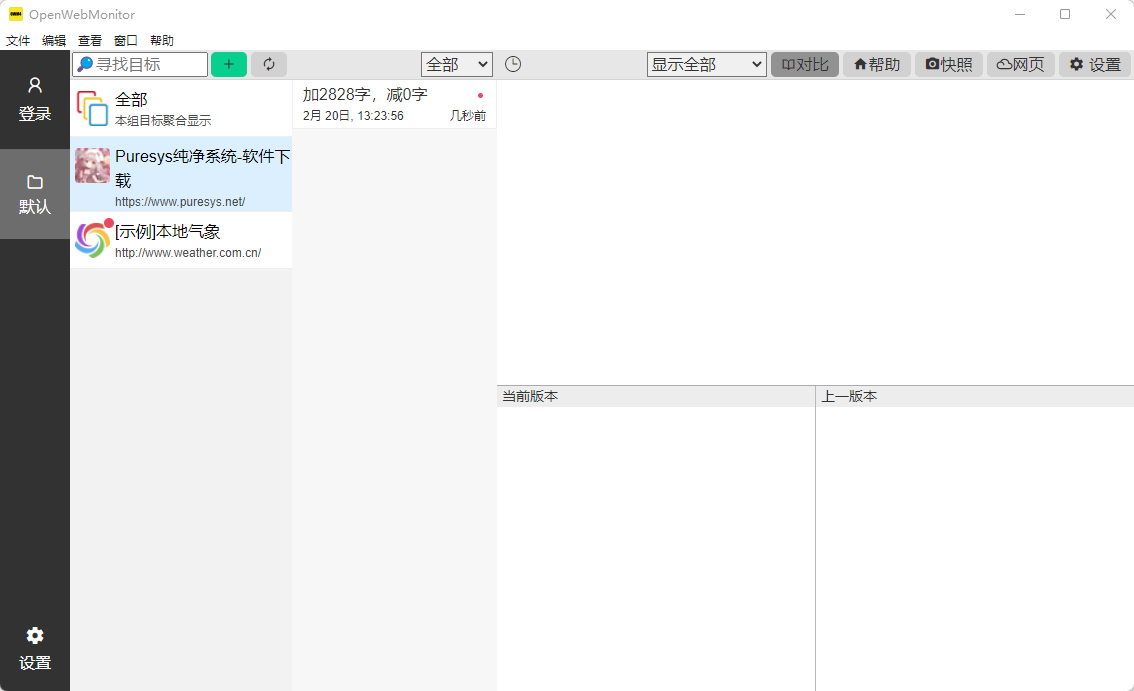 OpenWebMonitor
文件 编辑 查看 窗口 帮助
寻找目标
全部
显示全部
对比
帮助
快照
网页
设置
登录
默认
设置
全部
本组目标聚合显示
Puresys纯净系统-软件下
载
https://www.puresys.net/
[示例]本地气象
http://www.weather.com.cn/
加2828字，减0字
2月 20日, 13:23:56 几秒前
当前版本
上一版本